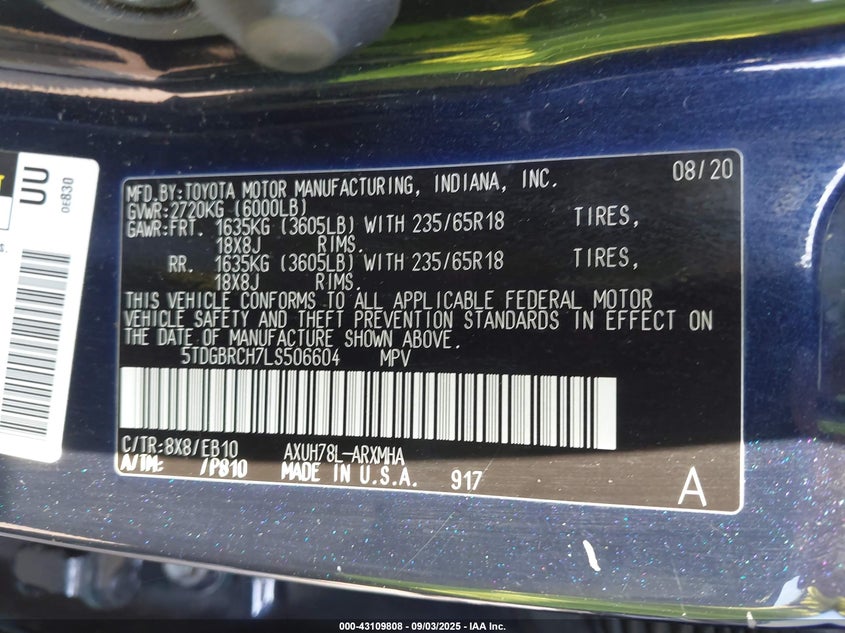 UU
0E830
08/20
MFD.BY:TOYOTA MOTOR MANUFACTURING, INDIANA, INC.
GVWR:2720KG (6000LB)
GAWR:FRT. 1635KG (3605LB) WITH 235/65R18 TIRES,
18X8J RIMS.
RR. 1635KG (3605LB) WITH 235/65R18 TIRES,
18X8J RIMS.
THIS VEHICLE CONFORMS TO ALL APPLICABLE FEDERAL MOTOR
VEHICLE SAFETY AND THEFT PREVENTION STANDARDS IN EFFECT ON
THE DATE OF MANUFACTURE SHOWN ABOVE.
5TDGBRCH7LS506604 MPV
C/TR:8X8/EB10 AXUH78L-ARXMHA
A/TM: /P810 MADE IN U.S.A. 917
A
000-43109808 - 09/03/2025 - IAA Inc.